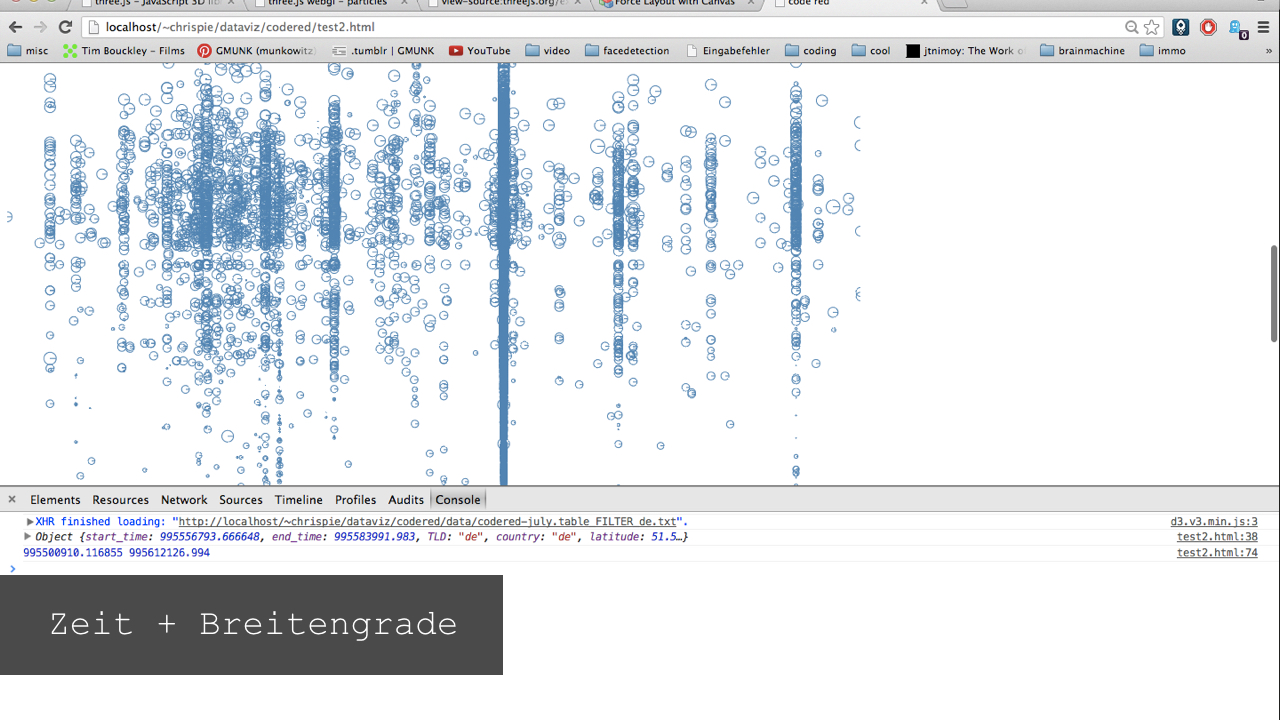 three.js - JavaScript 3D lib
three.js webgl - particles
view-source:threejs.org/ex
Force Layout with Canvas
code red
localhost/~chrispie/dataviz/codered/test2.html
misc
Tim Bouckley - Films
GMUNK (munkowitz)
.tumblr | GMUNK
YouTube
video
facedetection
Eingabefehler
coding
cool
jtnimoy: The Work o
brainmachine
immo
»
0
Elements Resources Network Sources Timeline Profiles Audits Console
XHR finished loading: "http://localhost/~chrispie/dataviz/codered/data/codered-july.table_FILTER_de.txt". d3.v3.min.js:3
Object {start_time: 995556793.666648, end_time: 995583991.983, TLD: "de", country: "de", latitude: 51.5…} test2.html:38
995500910.116855 995612126.994 test2.html:74
>
Zeit + Breitengrade